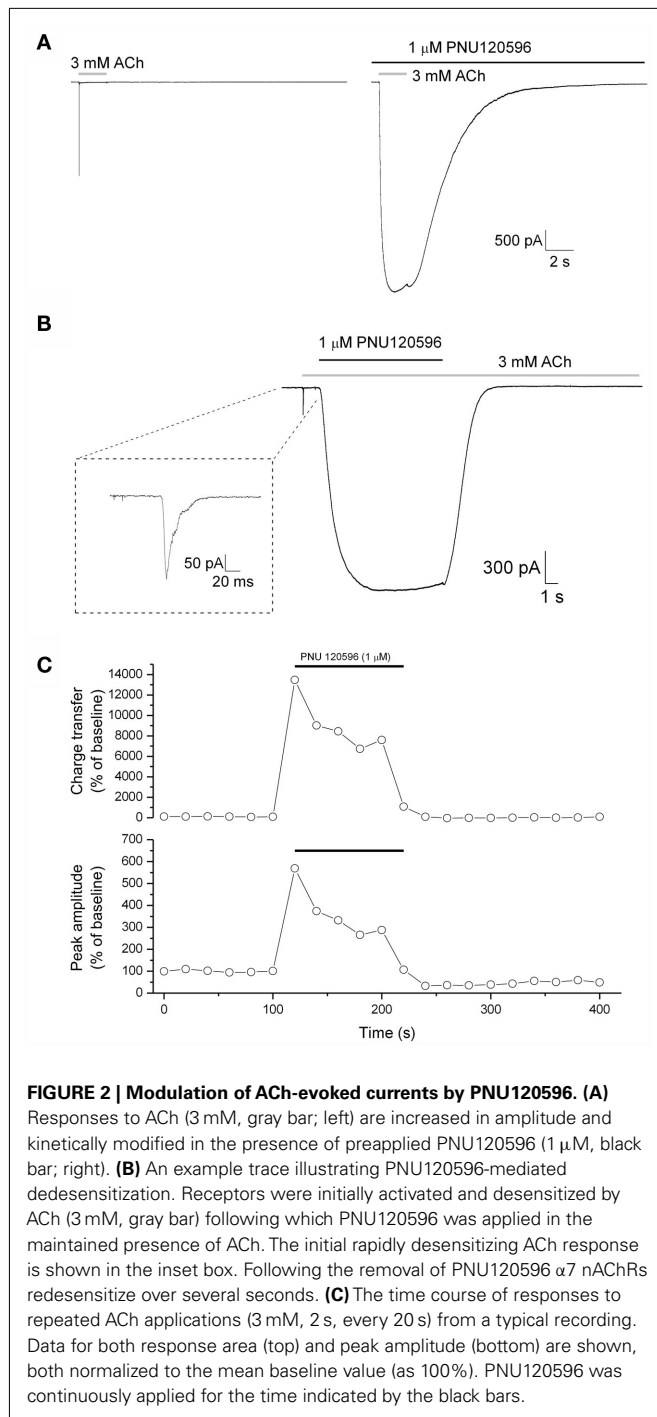 A
1 μM PNU120596
3 mM ACh
3 mM ACh
500 pA
2 s
B
1 μM PNU120596
3 mM ACh
50 pA
20 ms
300 pA
1 s
C
PNU 120596 (1 μM)
14000
12000
10000
8000
6000
4000
2000
0
Charge transfer
(% of baseline)
700
600
500
400
300
200
100
0
Peak amplitude
(% of baseline)
0
100
200
300
400
Time (s)
FIGURE 2 | Modulation of ACh-evoked currents by PNU120596. (A)
Responses to ACh (3 mM, gray bar; left) are increased in amplitude and
kinetically modified in the presence of preapplied PNU120596 (1 μM, black
bar; right). (B) An example trace illustrating PNU120596-mediated
dedesensitization. Receptors were initially activated and desensitized by
ACh (3 mM, gray bar) following which PNU120596 was applied in the
maintained presence of ACh. The initial rapidly desensitizing ACh response
is shown in the inset box. Following the removal of PNU120596 α7 nAChRs
redesensitize over several seconds. (C) The time course of responses to
repeated ACh applications (3 mM, 2 s, every 20 s) from a typical recording.
Data for both response area (top) and peak amplitude (bottom) are shown,
both normalized to the mean baseline value (as 100%). PNU120596 was
continuously applied for the time indicated by the black bars.